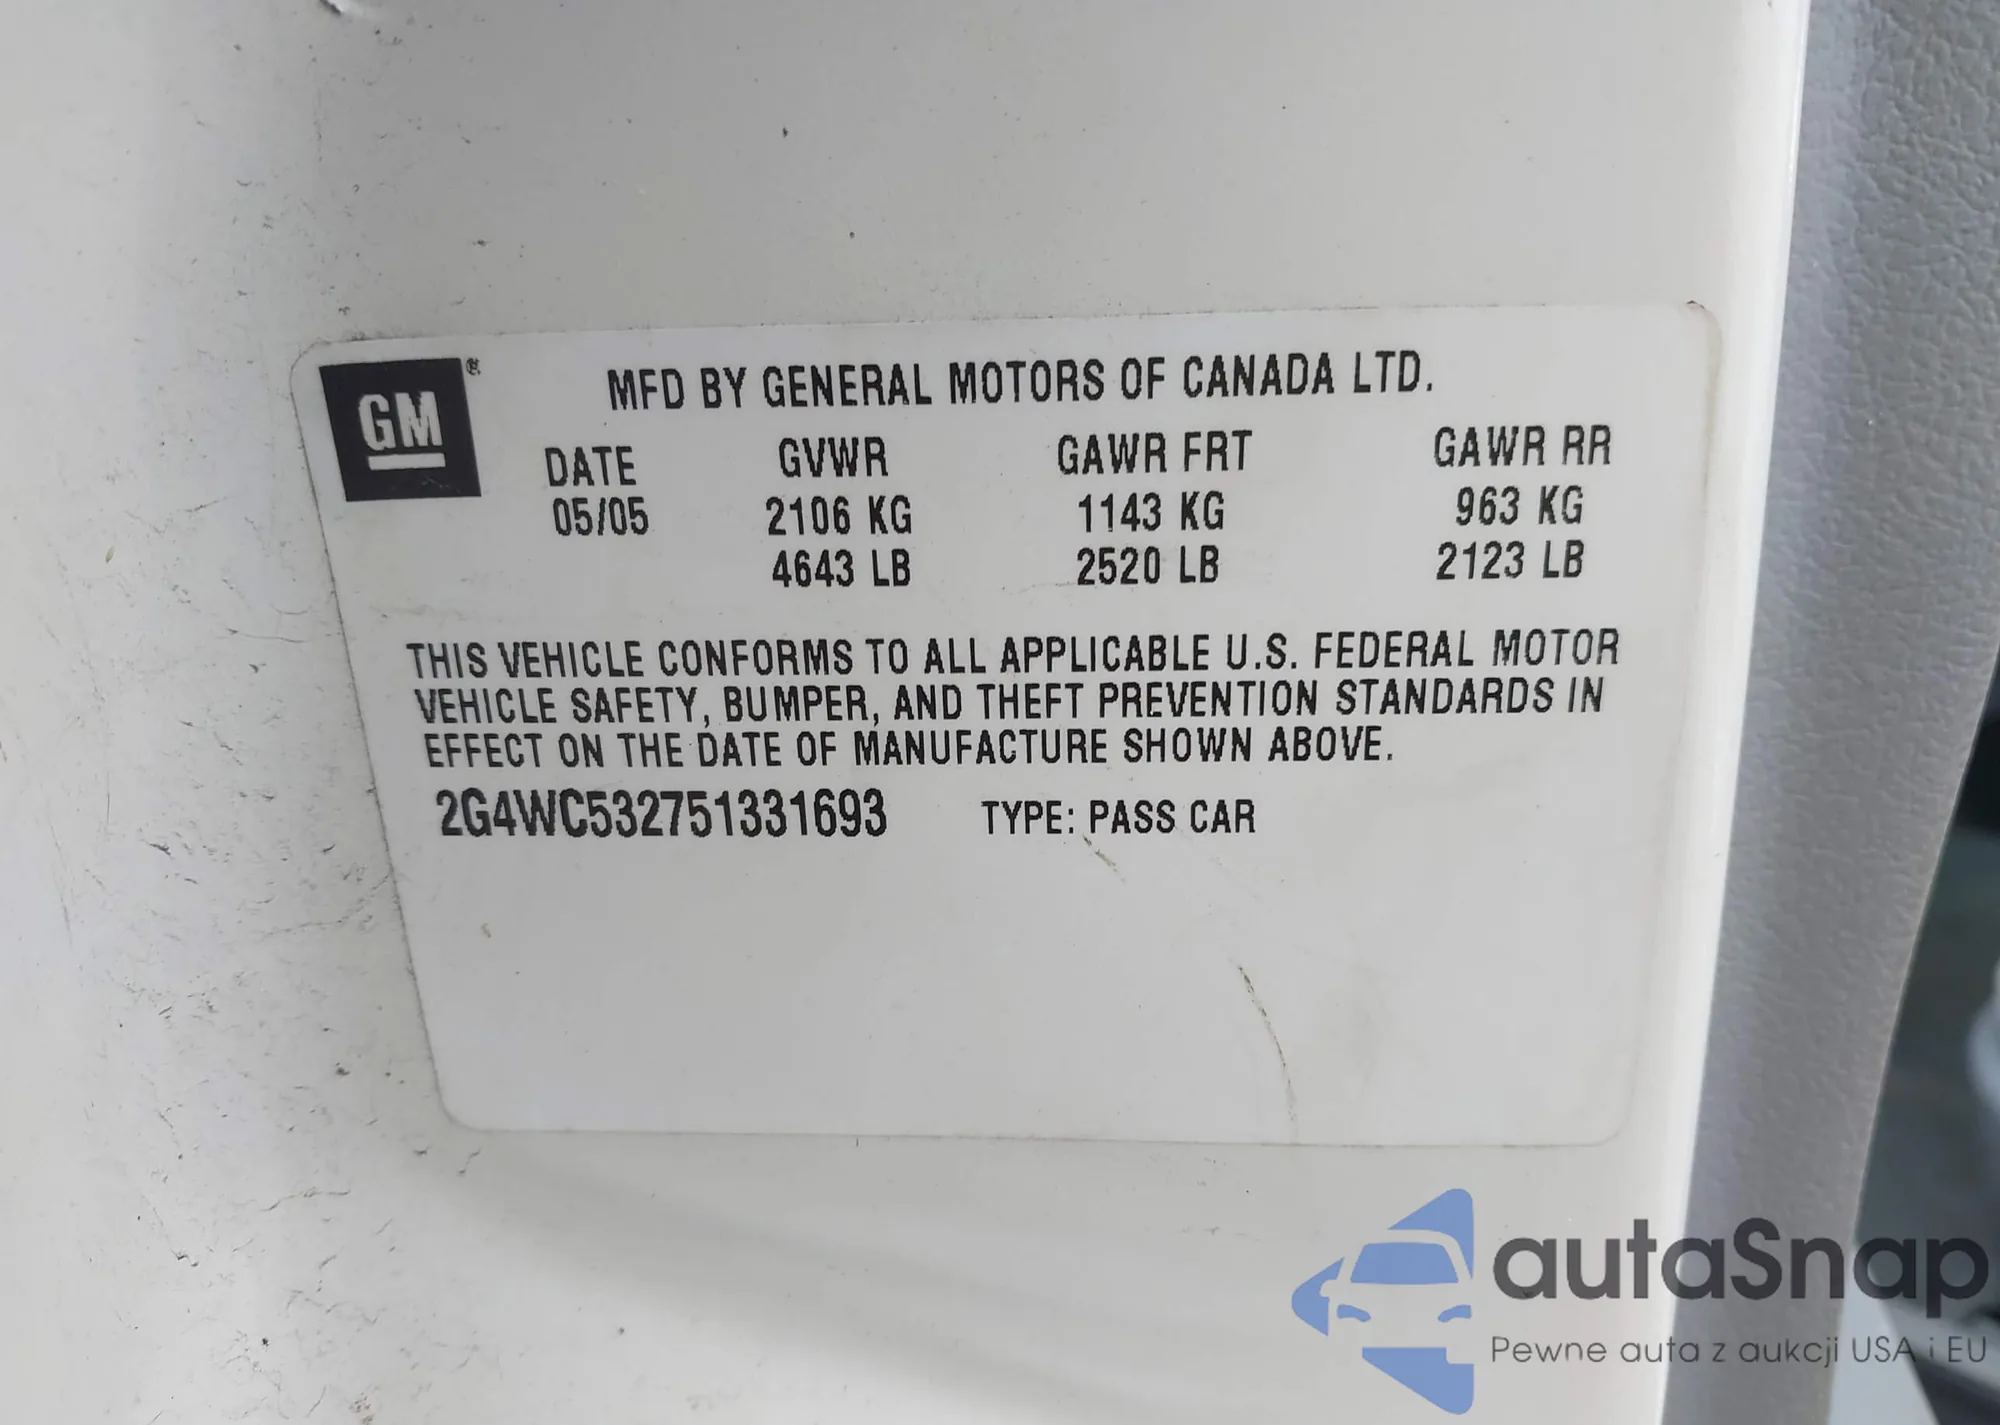 GM®
MFD BY GENERAL MOTORS OF CANADA LTD.
DATE GVWR GAWR FRT GAWR RR
05/05 2106 KG 1143 KG 963 KG
4643 LB 2520 LB 2123 LB
THIS VEHICLE CONFORMS TO ALL APPLICABLE U.S. FEDERAL MOTOR
VEHICLE SAFETY, BUMPER, AND THEFT PREVENTION STANDARDS IN
EFFECT ON THE DATE OF MANUFACTURE SHOWN ABOVE.
2G4WC532751331693 TYPE: PASS CAR
autaSnap
Pewne auta z aukcji USA i EU